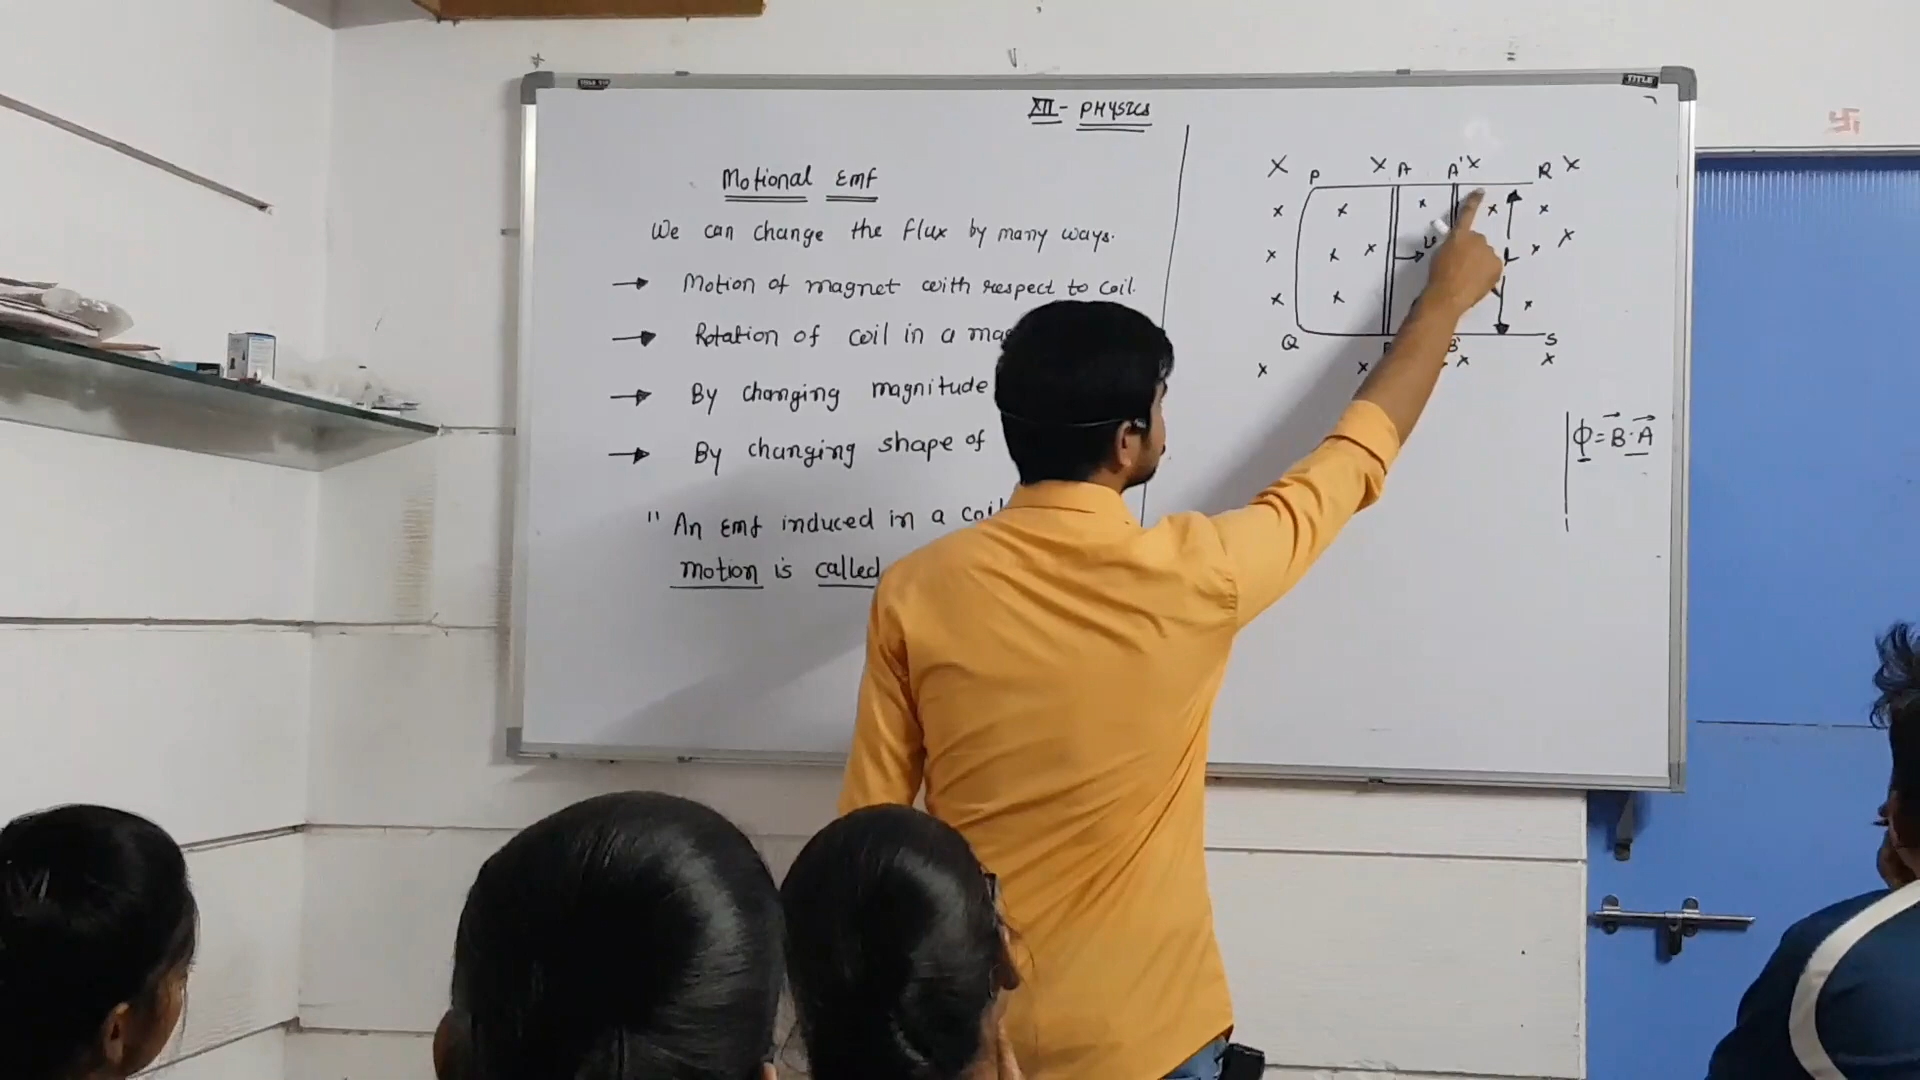 TITLE
XII - PHYSICS
Motional Emf
We can change the flux by many ways.
→ Motion of magnet with respect to coil.
→ Rotation of coil in a
→ By changing magnitude
→ By changing shape of
" An Emf induced in a coil
motion is called
X X X X
P A A' R
L
Q B' S
Φ = B⃗·A⃗